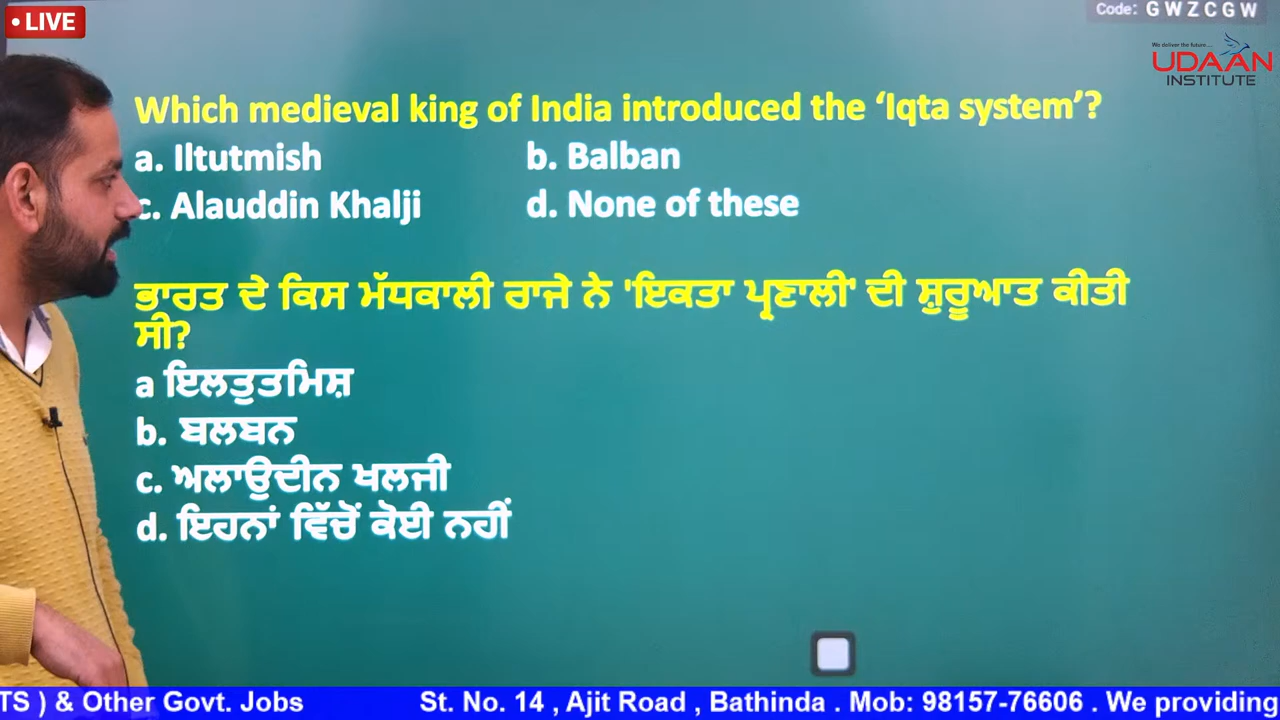 • LIVE
Code: G W Z C G W
We deliver the future....
UDAAN
INSTITUTE
Which medieval king of India introduced the ‘Iqta system’?
a. Iltutmish b. Balban
c. Alauddin Khalji d. None of these
ਭਾਰਤ ਦੇ ਕਿਸ ਮੱਧਕਾਲੀ ਰਾਜੇ ਨੇ 'ਇਕਤਾ ਪ੍ਰਣਾਲੀ' ਦੀ ਸ਼ੁਰੂਆਤ ਕੀਤੀ
ਸੀ?
a ਇਲਤੁਤਮਿਸ਼
b. ਬਲਬਨ
c. ਅਲਾਉਦੀਨ ਖਲਜੀ
d. ਇਹਨਾਂ ਵਿੱਚੋਂ ਕੋਈ ਨਹੀਂ
TS ) & Other Govt. Jobs St. No. 14 , Ajit Road , Bathinda . Mob: 98157-76606 . We providing